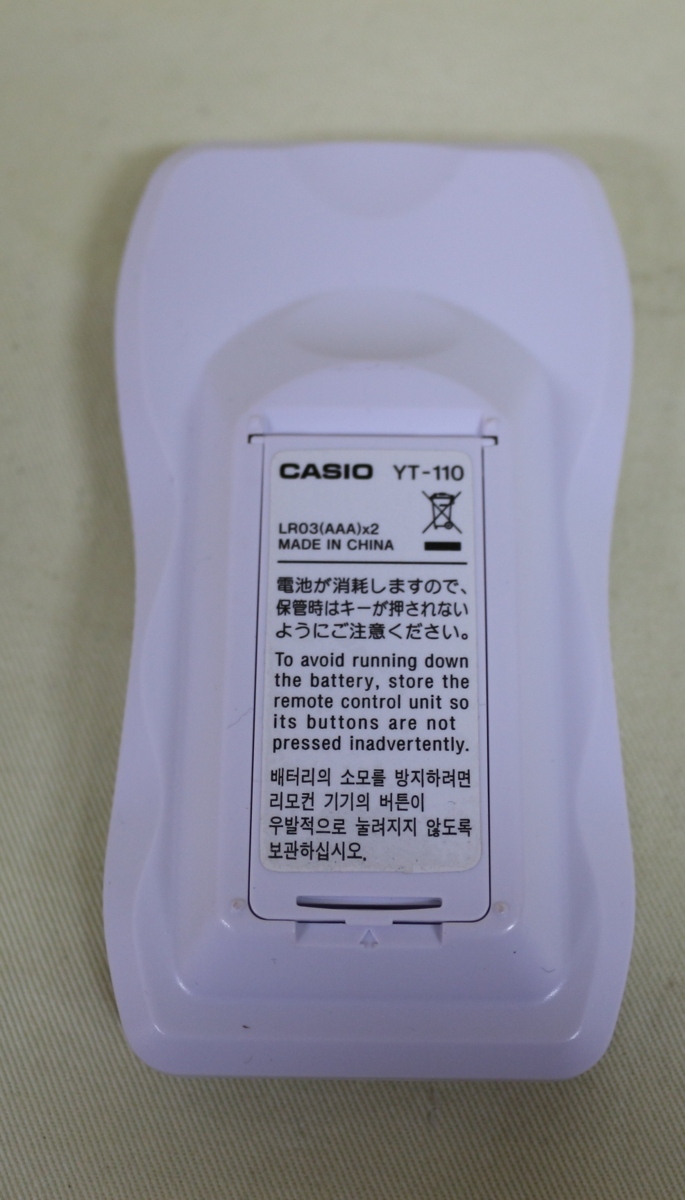 CASIO YT-110
LR03(AAA)x2
MADE IN CHINA
電池が消耗しますので、
保管時はキーが押されない
ようにご注意ください。
To avoid running down
the battery, store the
remote control unit so
its buttons are not
pressed inadvertently.
배터리의 소모를 방지하려면
리모컨 기기의 버튼이
우발적으로 눌려지지 않도록
보관하십시오.